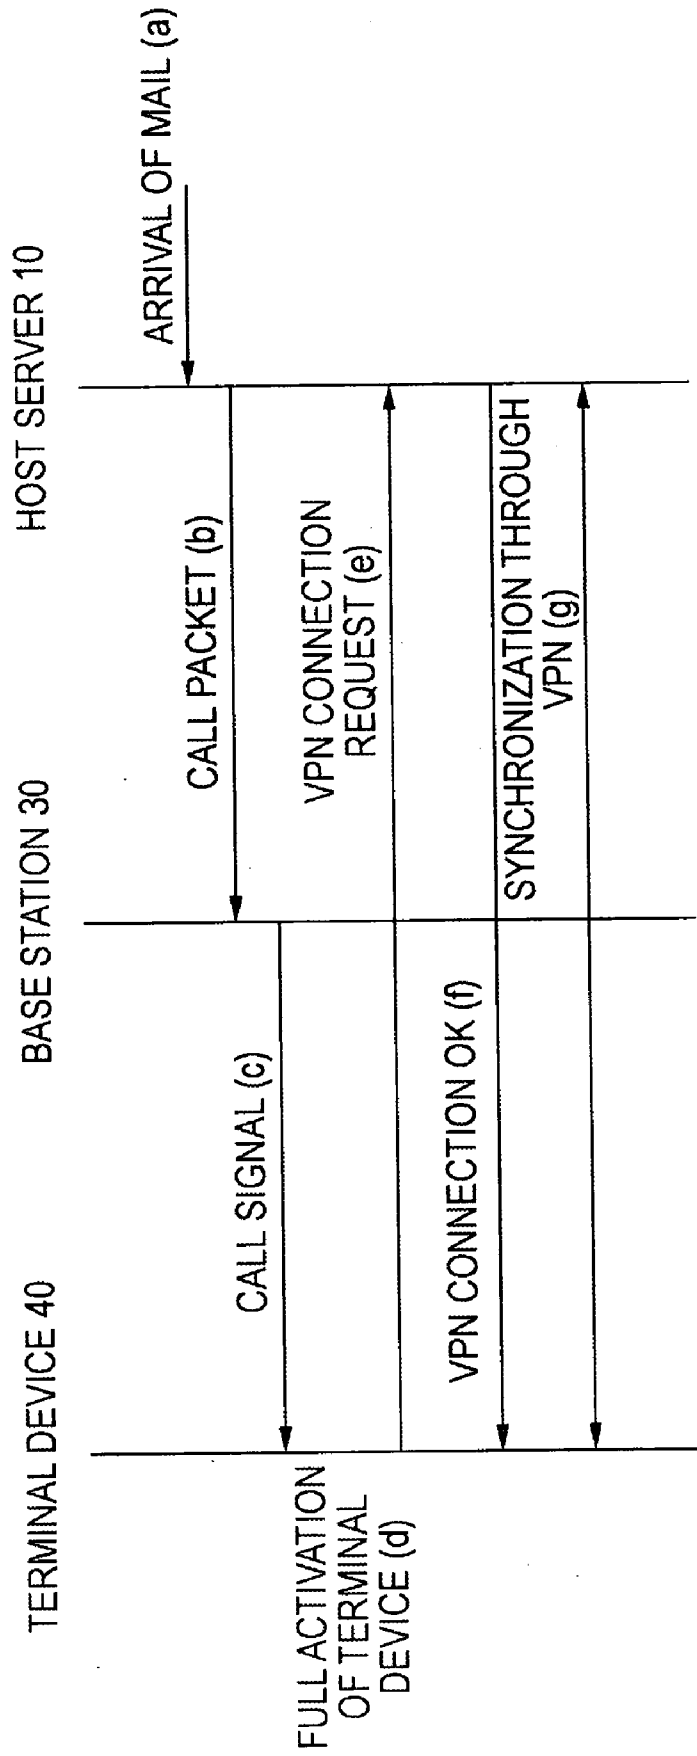 TERMINAL DEVICE 40
BASE STATION 30
HOST SERVER 10
ARRIVAL OF MAIL (a)
CALL PACKET (b)
CALL SIGNAL (c)
FULL ACTIVATION
OF TERMINAL
DEVICE (d)
VPN CONNECTION
REQUEST (e)
VPN CONNECTION OK (f)
SYNCHRONIZATION THROUGH
VPN (g)